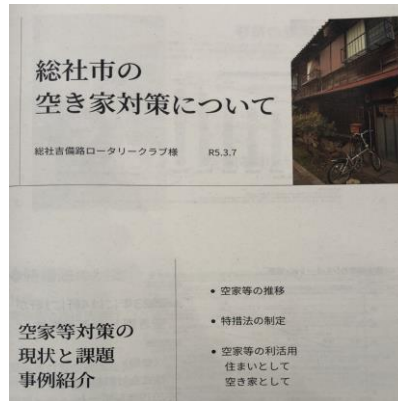 総社市の
空き家対策について
総社吉備路ロータリークラブ様 R5.3.7
空家等対策の
現状と課題
事例紹介
• 空家等の推移
• 特措法の制定
• 空家等の利活用
住まいとして
空き家として